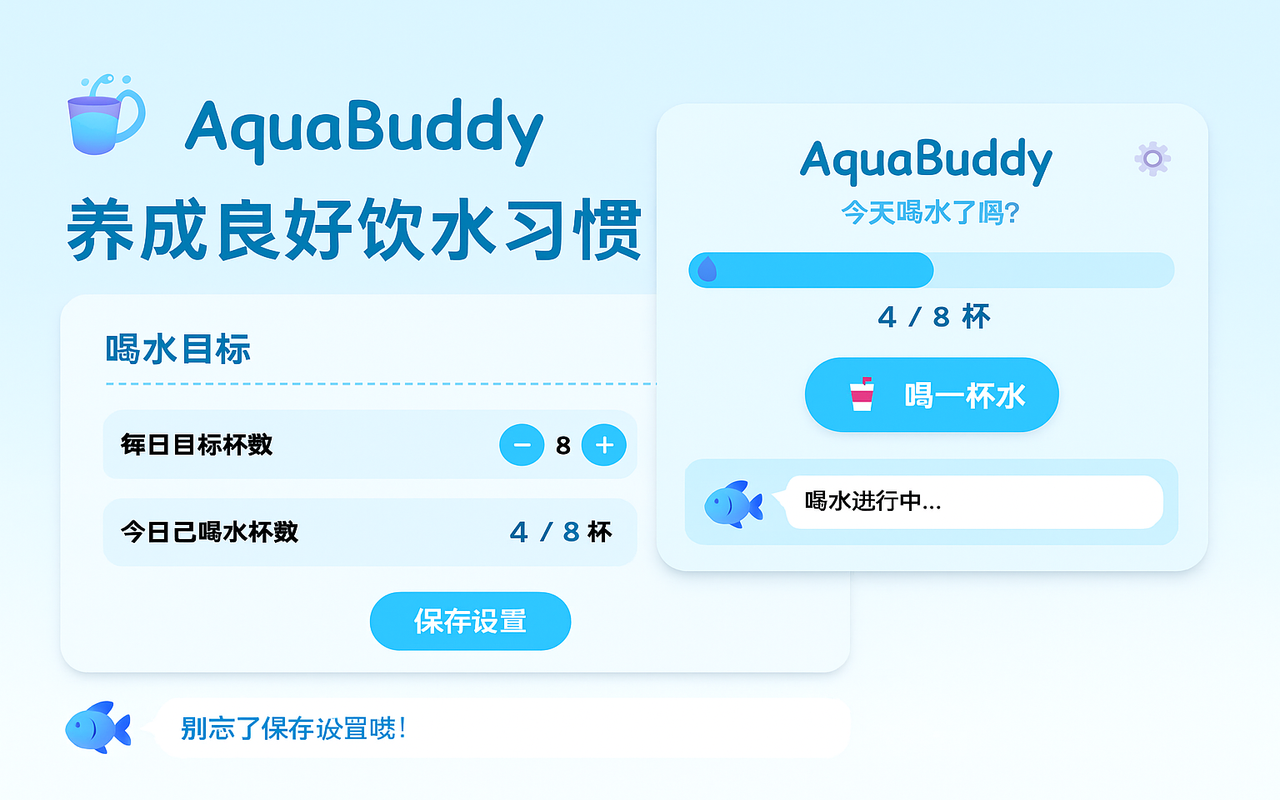 AquaBuddy
养成良好饮水习惯
喝水目标
每日目标杯数
8
今日己喝水杯数
4 / 8 杯
保存设置
别忘了保存设置
AquaBuddy
今天喝水了吗?
4 / 8 杯
喝一杯水
喝水进行中...